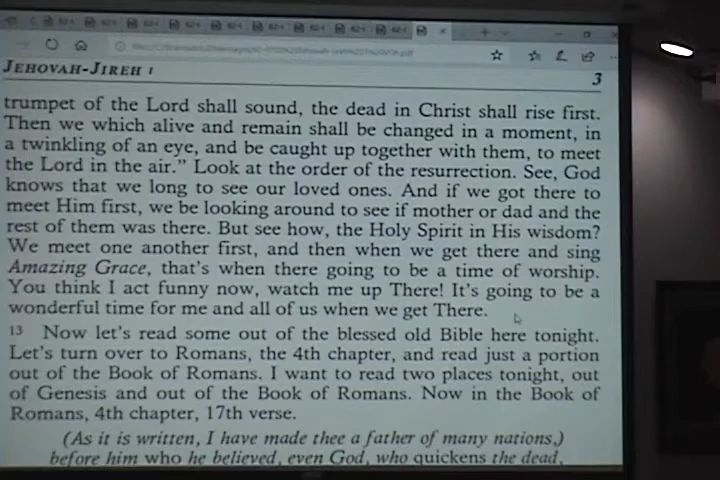 JEHOVAH-JIREH 1 3
trumpet of the Lord shall sound, the dead in Christ shall rise first.
Then we which alive and remain shall be changed in a moment, in
a twinkling of an eye, and be caught up together with them, to meet
the Lord in the air.” Look at the order of the resurrection. See, God
knows that we long to see our loved ones. And if we got there to
meet Him first, we be looking around to see if mother or dad and the
rest of them was there. But see how, the Holy Spirit in His wisdom?
We meet one another first, and then when we get there and sing
Amazing Grace, that’s when there going to be a time of worship.
You think I act funny now, watch me up There! It’s going to be a
wonderful time for me and all of us when we get There.
13 Now let’s read some out of the blessed old Bible here tonight.
Let’s turn over to Romans, the 4th chapter, and read just a portion
out of the Book of Romans. I want to read two places tonight, out
of Genesis and out of the Book of Romans. Now in the Book of
Romans, 4th chapter, 17th verse.
(As it is written, I have made thee a father of many nations,)
before him who he believed, even God, who quickens the dead,